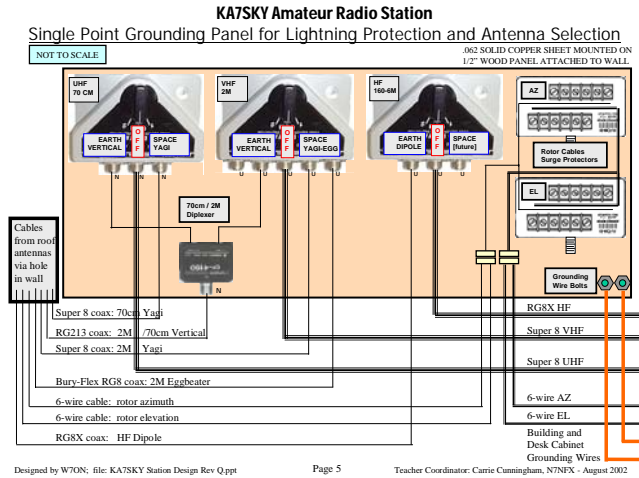 KA7SKY Amateur Radio Station
Single Point Grounding Panel for Lightning Protection and Antenna Selection
NOT TO SCALE
.062 SOLID COPPER SHEET MOUNTED ON
1/2" WOOD PANEL ATTACHED TO WALL
UHF
70 CM
VHF
2M
HF
160-6M
AZ
EARTH
VERTICAL
OFF
SPACE
YAGI
EARTH
VERTICAL
OFF
SPACE
YAGI-EGG
EARTH
DIPOLE
OFF
SPACE
[future]
Rotor Cables
Surge Protectors
N N N
U U U U
U U U
EL
70cm / 2M
Diplexer
Cables
from roof
antennas
via hole
in wall
N
Grounding
Wire Bolts
Super 8 coax: 70cm Yagi
RG213 coax: 2M /70cm Vertical
Super 8 coax: 2M Yagi
Bury-Flex RG8 coax: 2M Eggbeater
6-wire cable: rotor azimuth
6-wire cable: rotor elevation
RG8X coax: HF Dipole
RG8X HF
Super 8 VHF
Super 8 UHF
6-wire AZ
6-wire EL
Building and
Desk Cabinet
Grounding Wires
Designed by W7ON; file: KA7SKY Station Design Rev Q.ppt
Page 5
Teacher Coordinator: Carrie Cunningham, N7NFX - August 2002